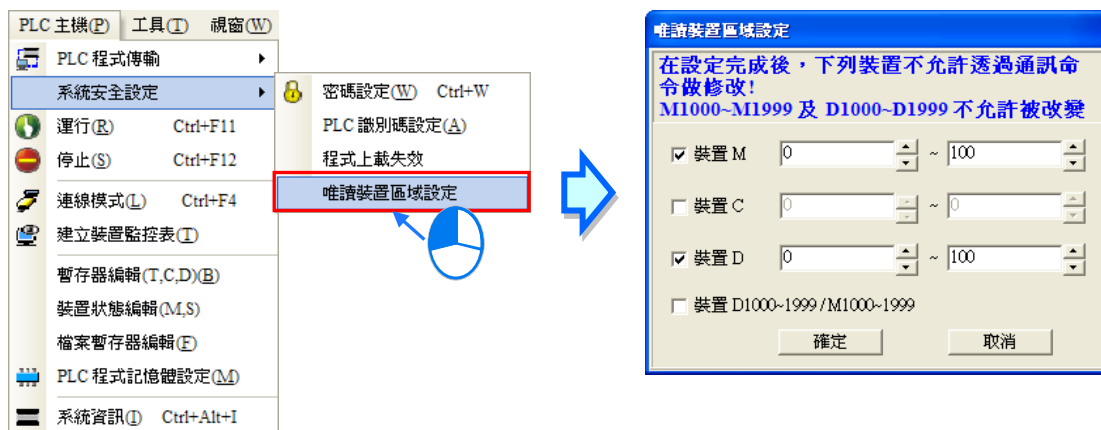 PLC 主機(P) 工具(T) 視窗(W)
PLC 程式傳輸
系統安全設定
運行(R) Ctrl+F11
停止(S) Ctrl+F12
連線模式(L) Ctrl+F4
建立裝置監控表(I)
暫存器編輯(T,C,D)(B)
裝置狀態編輯(M,S)
檔案暫存器編輯(F)
PLC 程式記憶體設定(M)
系統資訊(I) Ctrl+Alt+I
密碼設定(W) Ctrl+W
PLC 識別碼設定(A)
程式上載失效
唯讀裝置區域設定
唯讀裝置區域設定
在設定完成後，下列裝置不允許透過通訊命
令做修改!
M1000~M1999 及 D1000~D1999 不允許被改變
裝置 M 0 ~ 100
裝置 C 0 ~ 0
裝置 D 0 ~ 100
裝置 D1000~1999 / M1000~1999
確定 取消